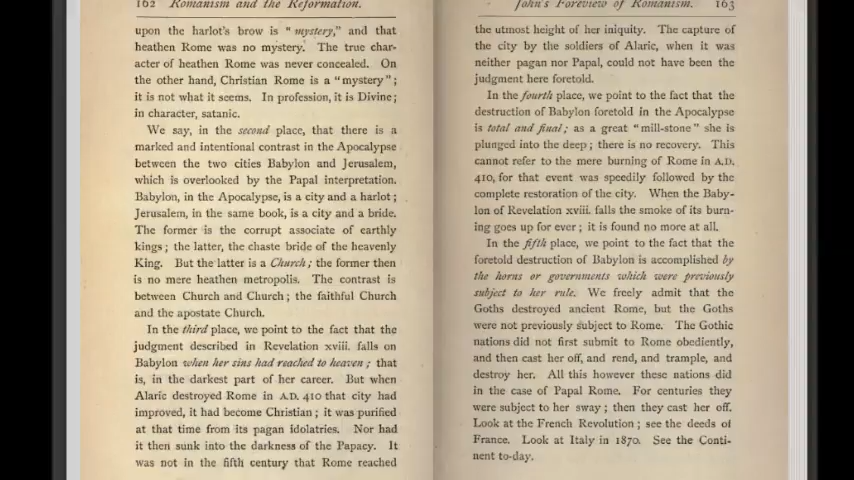 162 Romanism and the Reformation.
upon the harlot's brow is "mystery," and that
heathen Rome was no mystery. The true char-
acter of heathen Rome was never concealed. On
the other hand, Christian Rome is a "mystery";
it is not what it seems. In profession, it is Divine;
in character, satanic.
We say, in the second place, that there is a
marked and intentional contrast in the Apocalypse
between the two cities Babylon and Jerusalem,
which is overlooked by the Papal interpretation.
Babylon, in the Apocalypse, is a city and a harlot;
Jerusalem, in the same book, is a city and a bride.
The former is the corrupt associate of earthly
kings; the latter, the chaste bride of the heavenly
King. But the latter is a Church; the former then
is no mere heathen metropolis. The contrast is
between Church and Church; the faithful Church
and the apostate Church.
In the third place, we point to the fact that the
judgment described in Revelation xviii. falls on
Babylon when her sins had reached to heaven; that
is, in the darkest part of her career. But when
Alaric destroyed Rome in A.D. 410 that city had
improved, it had become Christian; it was purified
at that time from its pagan idolatries. Nor had
it then sunk into the darkness of the Papacy. It
was not in the fifth century that Rome reached
John's Foreview of Romanism. 163
the utmost height of her iniquity. The capture of
the city by the soldiers of Alaric, when it was
neither pagan nor Papal, could not have been the
judgment here foretold.
In the fourth place, we point to the fact that the
destruction of Babylon foretold in the Apocalypse
is total and final; as a great "mill-stone" she is
plunged into the deep; there is no recovery. This
cannot refer to the mere burning of Rome in A.D.
410, for that event was speedily followed by the
complete restoration of the city. When the Baby-
lon of Revelation xviii. falls the smoke of its burn-
ing goes up for ever; it is found no more at all.
In the fifth place, we point to the fact that the
foretold destruction of Babylon is accomplished by
the horns or governments which were previously
subject to her rule. We freely admit that the
Goths destroyed ancient Rome, but the Goths
were not previously subject to Rome. The Gothic
nations did not first submit to Rome obediently,
and then cast her off, and rend, and trample, and
destroy her. All this however these nations did
in the case of Papal Rome. For centuries they
were subject to her sway; then they cast her off.
Look at the French Revolution; see the deeds of
France. Look at Italy in 1870. See the Conti-
nent to-day.